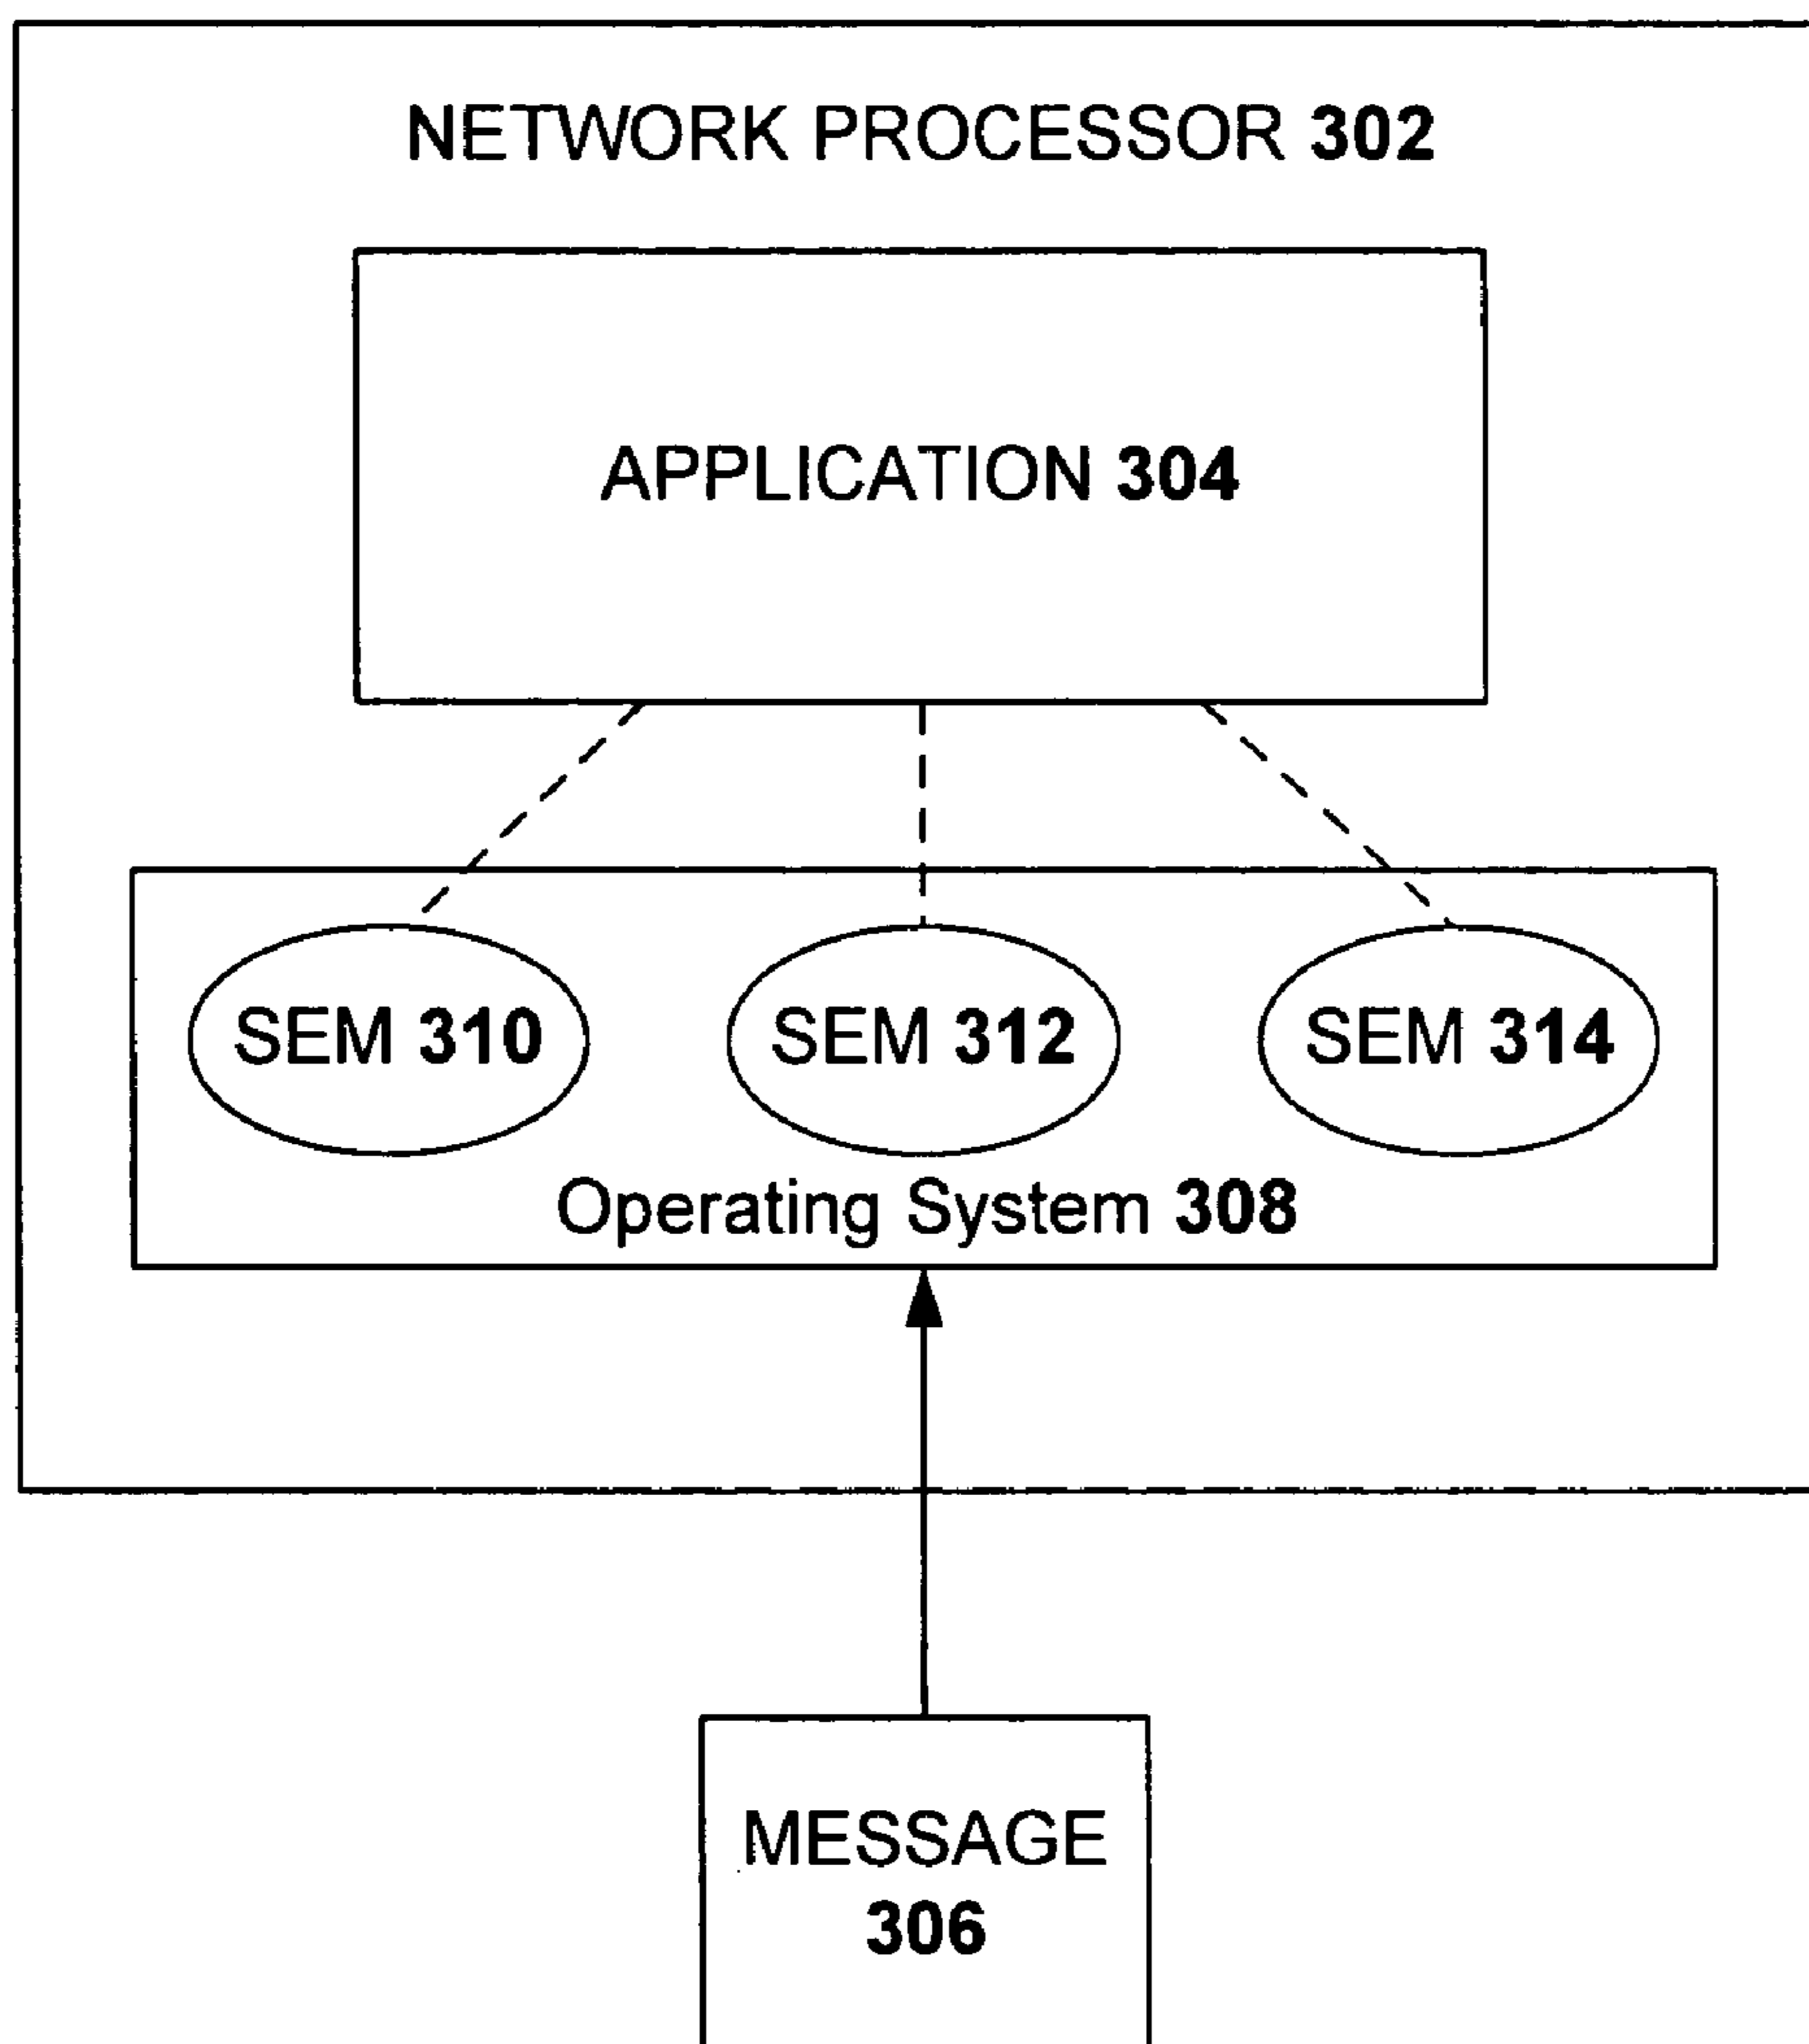 NETWORK PROCESSOR 302
APPLICATION 304
SEM 310
SEM 312
SEM 314
Operating System 308
MESSAGE
306